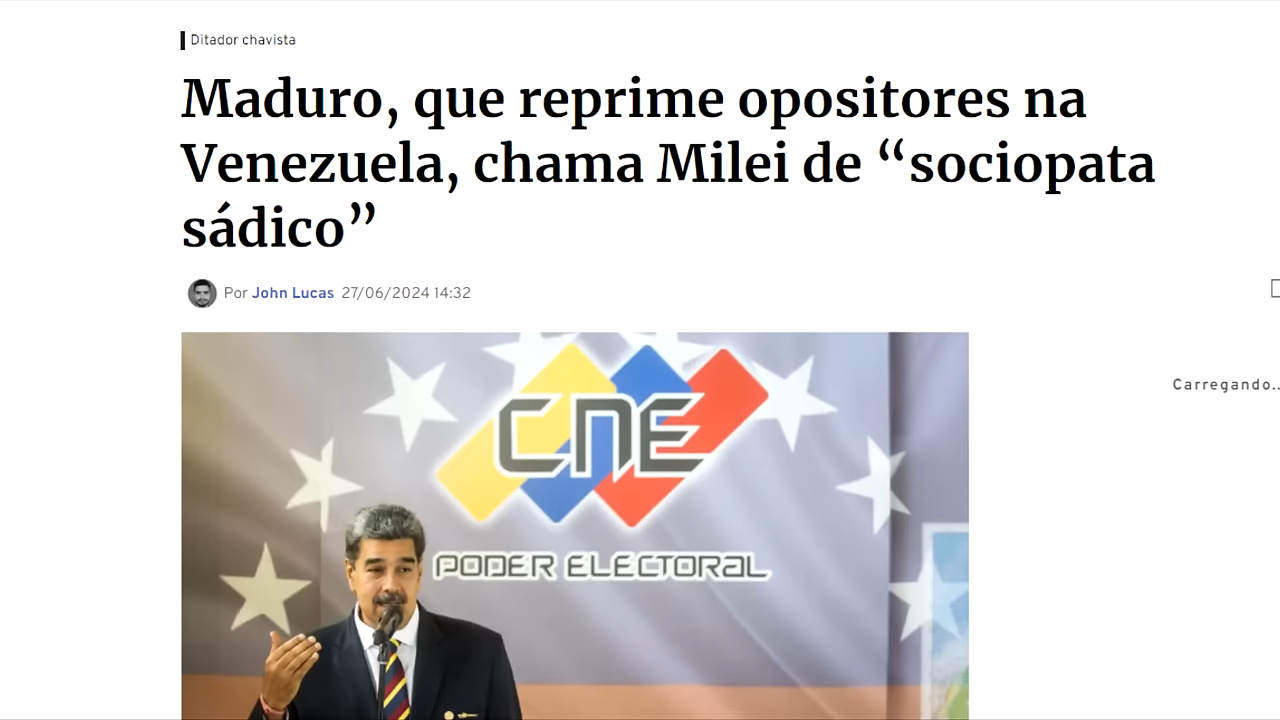 Ditador chavista
Maduro, que reprime opositores na
Venezuela, chama Milei de “sociopata
sádico”
Por John Lucas 27/06/2024 14:32
Carregando..
CNE
PODER ELECTORAL